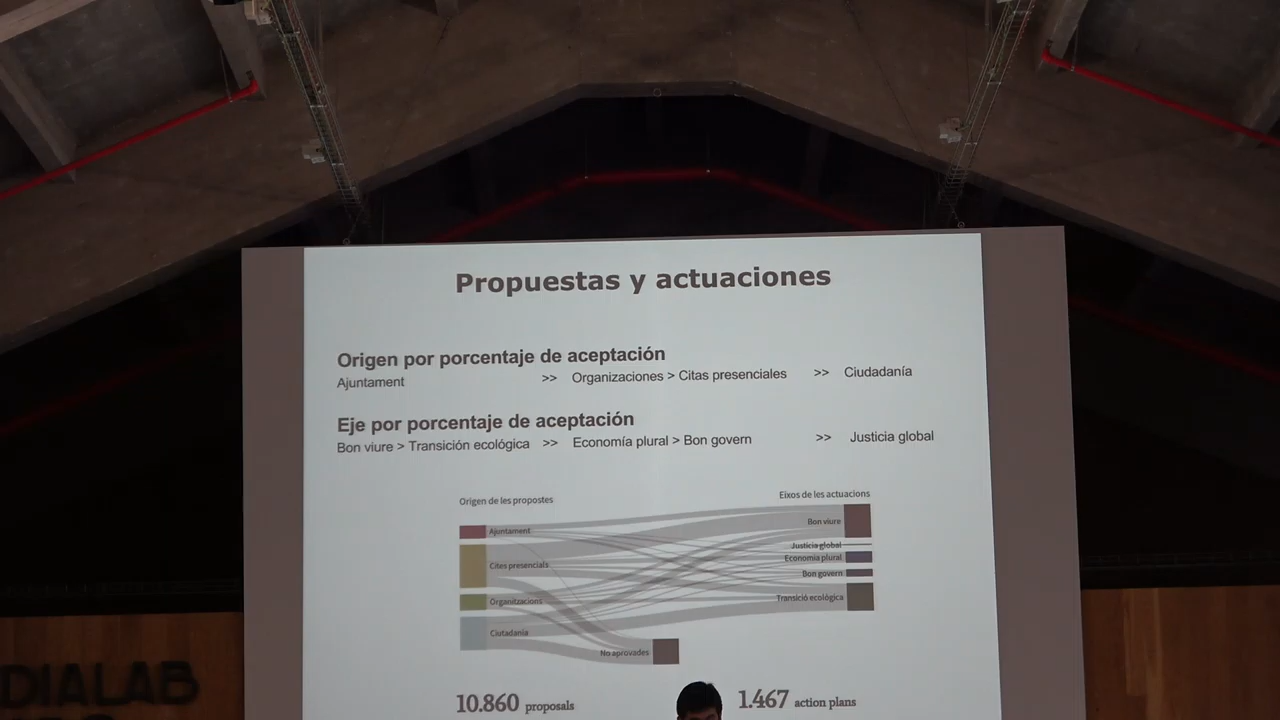 Propuestas y actuaciones
Origen por porcentaje de aceptación
Ajuntament >> Organizaciones > Citas presenciales >> Ciudadanía
Eje por porcentaje de aceptación
Bon viure > Transición ecológica >> Economía plural > Bon govern >> Justicia global
Origen de les propostes
Eixos de les actuacions
Ajuntament
Bon viure
Justicia global
Economia plural
Cites presencials
Bon govern
Organitzacions
Transició ecológica
Ciutadania
No aprovades
10.860 proposals
1.467 action plans
DIALAB